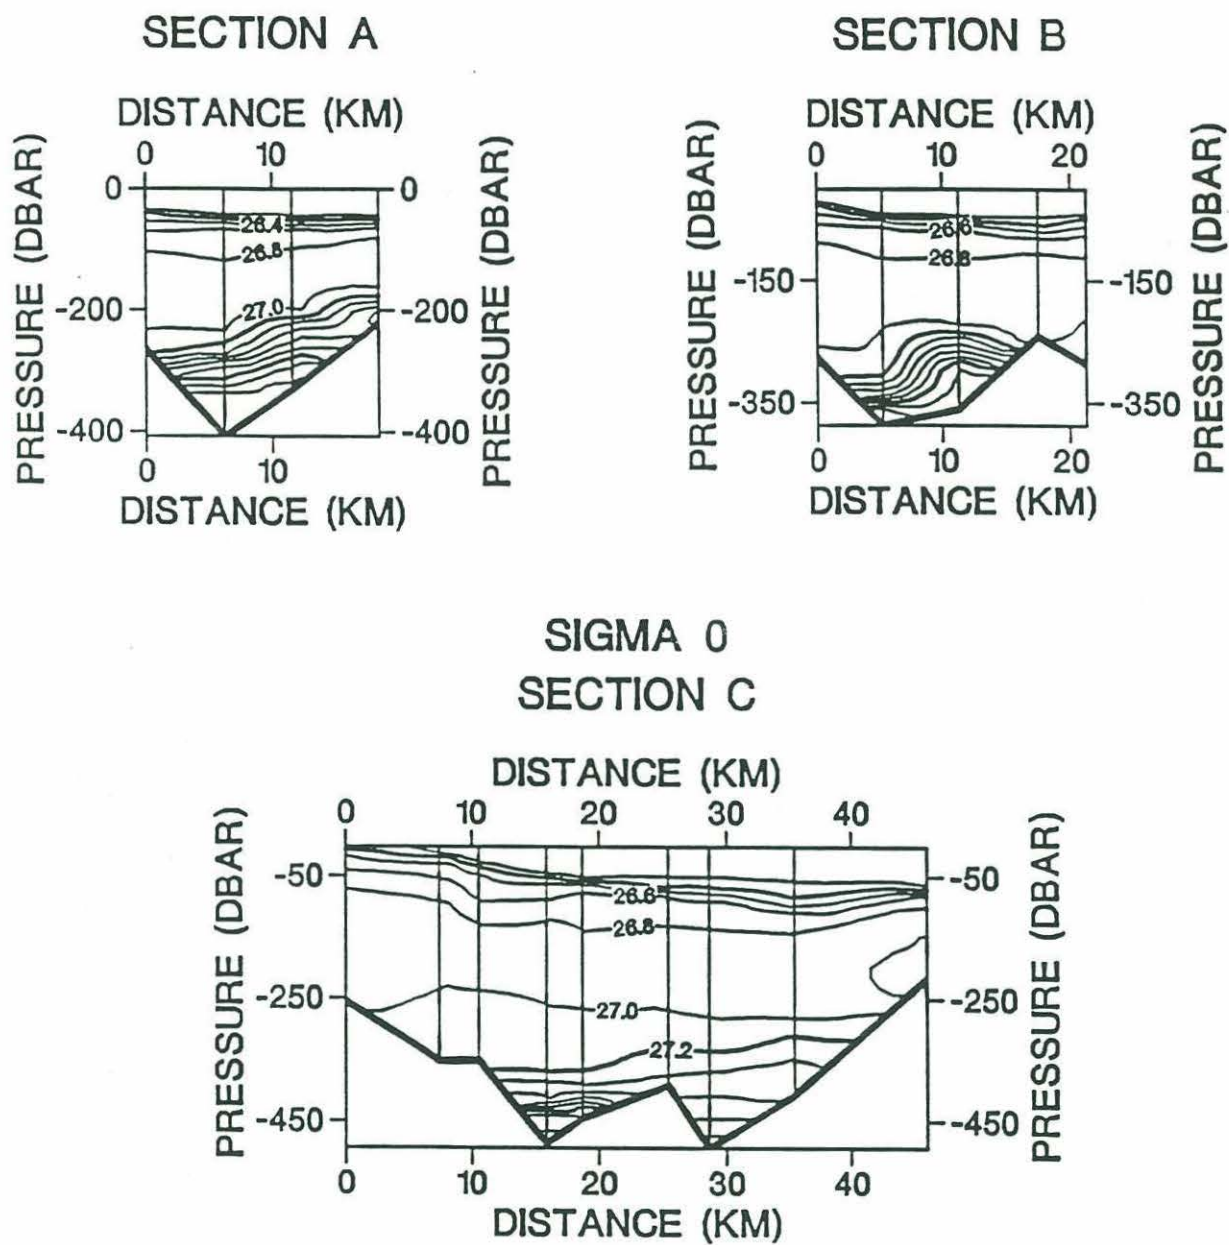 SECTION A
SECTION B
DISTANCE (KM)
0 10
PRESSURE (DBAR)
0
-200
-400
26.4
26.8
27.0
0
-200
-400
PRESSURE (DBAR)
0 10
DISTANCE (KM)
DISTANCE (KM)
0 10 20
PRESSURE (DBAR)
-150
-350
26.6
26.8
-150
-350
PRESSURE (DBAR)
0 10 20
DISTANCE (KM)
SIGMA 0
SECTION C
DISTANCE (KM)
0 10 20 30 40
PRESSURE (DBAR)
-50
-250
-450
26.6
26.8
27.0
27.2
-50
-250
-450
PRESSURE (DBAR)
0 10 20 30 40
DISTANCE (KM)